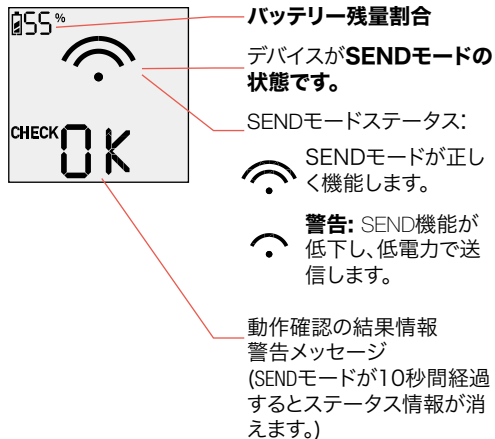 55%
CHECK OK
バッテリー残量割合
デバイスがSENDモードの
状態です。
SENDモードステータス:
SENDモードが正し
く機能します。
警告: SEND機能が
低下し、低電力で送
信します。
動作確認の結果情報
警告メッセージ
(SENDモードが10秒間経過
するとステータス情報が消
えます。)